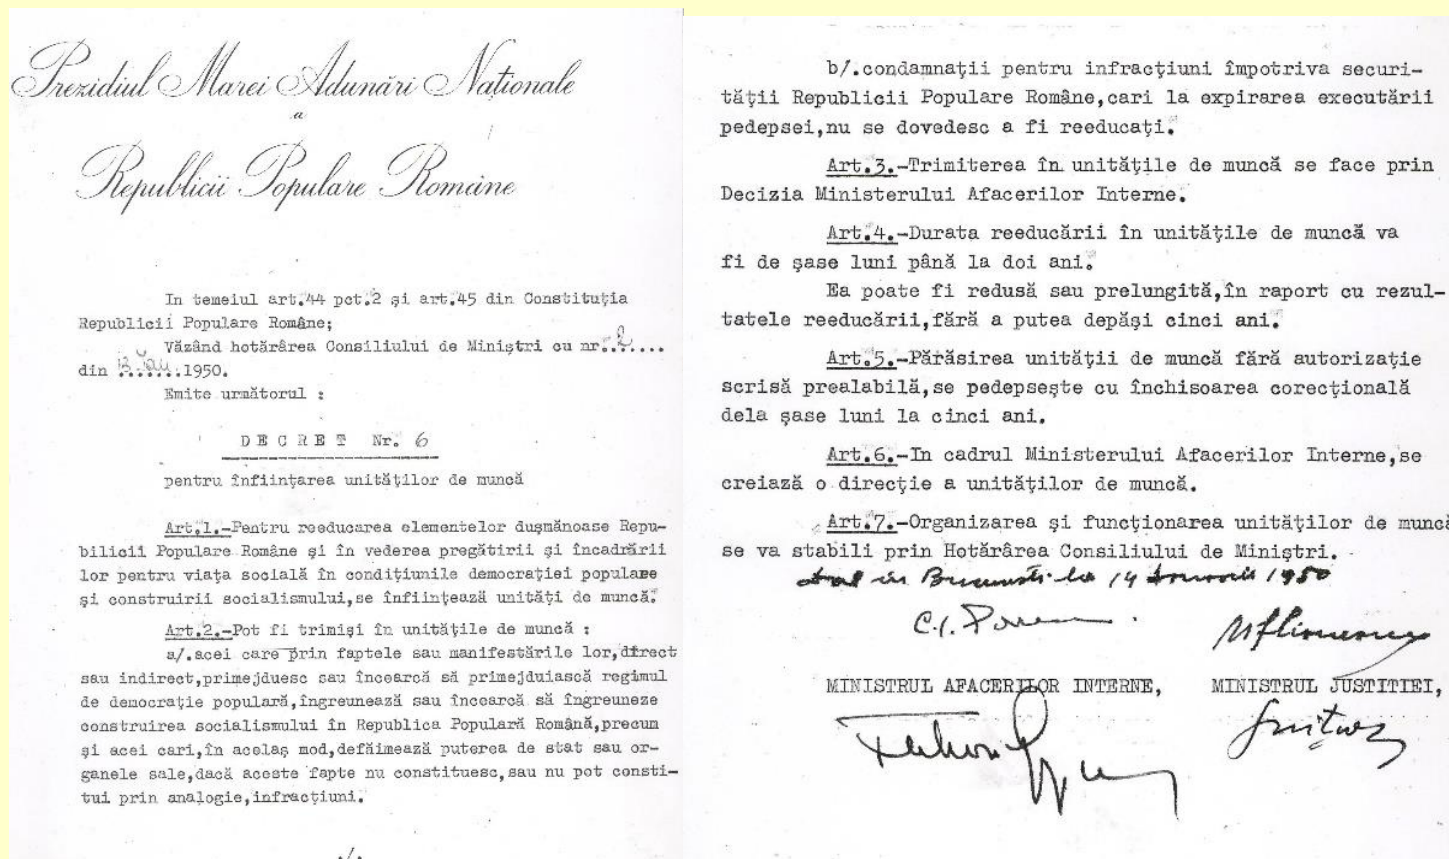 Prezidiul Marei Adunări Naționale
a
Republicii Populare Romăne
In temeiul art.44 pct.2 și art.45 din Constituția
Republicii Populare Române;
Văzând hotărârea Consiliului de Miniștri cu nr..2.....
din ........1950.
Emite următorul :
DECRET Nr. 6
pentru înființarea unităților de muncă
Art.1.-Pentru reeducarea elementelor dușmănoase Repu-
bilicii Populare Române și în vederea pregătirii și încadrării
lor pentru viața socială în condițiunile democrației populare
și construirii socialismului,se înființează unități de muncă.
Art.2.-Pot fi trimiși în unitățile de muncă :
a/.acei care prin faptele sau manifestările lor,direct
sau indirect,primejduesc sau încearcă să primejduiască regimul
de democrație populară,îngreunează sau încearcă să îngreuneze
construirea socialismului în Republica Populară Română,precum
și acei cari,în acelaș mod,defăimează puterea de stat sau or-
ganele sale,dacă aceste fapte nu constituesc,sau nu pot consti-
tui prin analogie,infracțiuni.
./.
b/.condamnații pentru infracțiuni împotriva securi-
tății Republicii Populare Române,cari la expirarea executării
pedepsei,nu se dovedesc a fi reeducați.
Art.3.-Trimiterea în unitățile de muncă se face prin
Decizia Ministerului Afacerilor Interne.
Art.4.-Durata reeducării în unitățile de muncă va
fi de șase luni până la doi ani.
Ea poate fi redusă sau prelungită,în raport cu rezul-
tatele reeducării,fără a putea depăși cinci ani.
Art.5.-Părăsirea unității de muncă fără autorizație
scrisă prealabilă,se pedepsește cu închisoarea corecțională
dela șase luni la cinci ani.
Art.6.-In cadrul Ministerului Afacerilor Interne,se
creiază o direcție a unităților de muncă.
Art.7.-Organizarea și funcționarea unităților de muncă
se va stabili prin Hotărârea Consiliului de Miniștri.
Dat în București la 14 Ianuarie 1950
MINISTRUL AFACERILOR INTERNE, MINISTRUL JUSTITIEI,